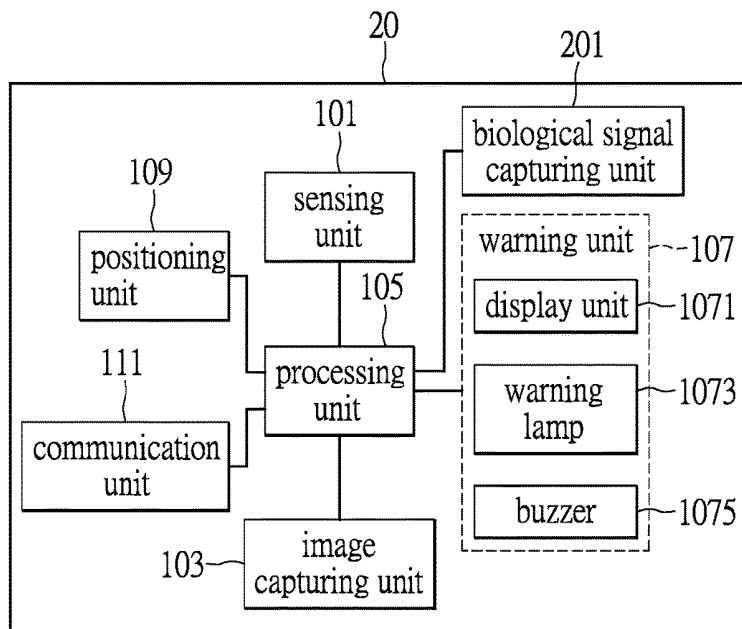 20
201
biological signal
capturing unit
101
sensing
unit
109
positioning
unit
warning unit
107
display unit
1071
105
processing
unit
warning
lamp
1073
111
communication
unit
buzzer
1075
image
capturing unit
103